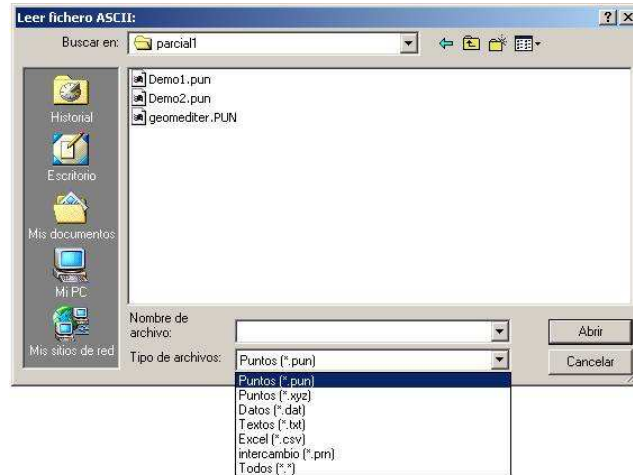 Leer fichero ASCII:
Buscar en: parcial1
Demo1.pun
Demo2.pun
geomediter.PUN
Historial
Escritorio
Mis documentos
Mi PC
Mis sitios de red
Nombre de archivo:
Abrir
Tipo de archivos: Puntos (*.pun)
Cancelar
Puntos (*.pun)
Puntos (*.xyz)
Datos (*.dat)
Textos (*.txt)
Excel (*.csv)
intercambio (*.prn)
Todos (*.*)